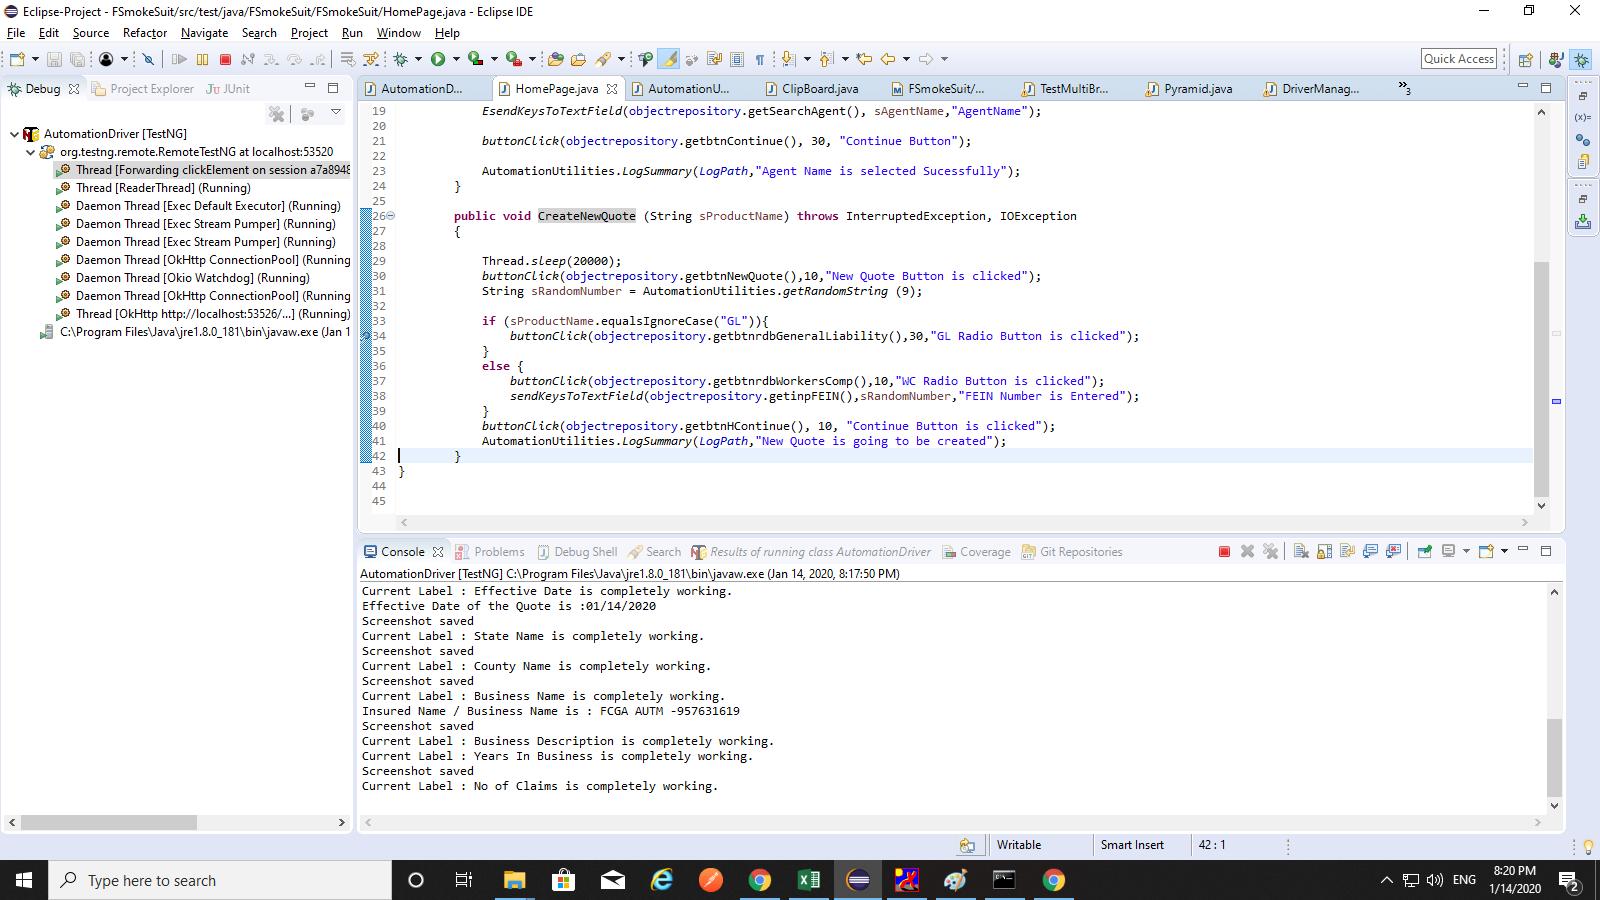 Eclipse-Project - FSmokeSuit/src/test/java/FSmokeSuit/FSmokeSuit/HomePage.java - Eclipse IDE
File Edit Source Refactor Navigate Search Project Run Window Help
Quick Access
Debug Project Explorer JUnit
AutomationDriver [TestNG]
org.testng.remote.RemoteTestNG at localhost:53520
Thread [Forwarding clickElement on session a7a8948
Thread [ReaderThread] (Running)
Daemon Thread [Exec Default Executor] (Running)
Daemon Thread [Exec Stream Pumper] (Running)
Daemon Thread [Exec Stream Pumper] (Running)
Daemon Thread [OkHttp ConnectionPool] (Running
Daemon Thread [Okio Watchdog] (Running)
Daemon Thread [OkHttp ConnectionPool] (Running
Thread [OkHttp http://localhost:53526/...] (Running)
C:\Program Files\Java\jre1.8.0_181\bin\javaw.exe (Jan 1
AutomationD... HomePage.java AutomationU... ClipBoard.java FSmokeSuit/... TestMultiBr... Pyramid.java DriverManag... »3
19 EsendKeysToTextField(objectrepository.getSearchAgent(), sAgentName,"AgentName");
20
21 buttonClick(objectrepository.getbtnContinue(), 30, "Continue Button");
22
23 AutomationUtilities.LogSummary(LogPath,"Agent Name is selected Sucessfully");
24 }
25
26 public void CreateNewQuote (String sProductName) throws InterruptedException, IOException
27 {
28
29 Thread.sleep(20000);
30 buttonClick(objectrepository.getbtnNewQuote(),10,"New Quote Button is clicked");
31 String sRandomNumber = AutomationUtilities.getRandomString (9);
32
33 if (sProductName.equalsIgnoreCase("GL")){
34 buttonClick(objectrepository.getbtnrdbGeneralLiability(),30,"GL Radio Button is clicked");
35 }
36 else {
37 buttonClick(objectrepository.getbtnrdbWorkersComp(),10,"WC Radio Button is clicked");
38 sendKeysToTextField(objectrepository.getinpFEIN(),sRandomNumber,"FEIN Number is Entered");
39 }
40 buttonClick(objectrepository.getbtnHContinue(), 10, "Continue Button is clicked");
41 AutomationUtilities.LogSummary(LogPath,"New Quote is going to be created");
42 }
43 }
44
45
Console Problems Debug Shell Search Results of running class AutomationDriver Coverage Git Repositories
AutomationDriver [TestNG] C:\Program Files\Java\jre1.8.0_181\bin\javaw.exe (Jan 14, 2020, 8:17:50 PM)
Current Label : Effective Date is completely working.
Effective Date of the Quote is :01/14/2020
Screenshot saved
Current Label : State Name is completely working.
Screenshot saved
Current Label : County Name is completely working.
Screenshot saved
Current Label : Business Name is completely working.
Insured Name / Business Name is : FCGA AUTM -957631619
Screenshot saved
Current Label : Business Description is completely working.
Current Label : Years In Business is completely working.
Screenshot saved
Current Label : No of Claims is completely working.
Writable Smart Insert 42 : 1
Type here to search
ENG
8:20 PM
1/14/2020
2